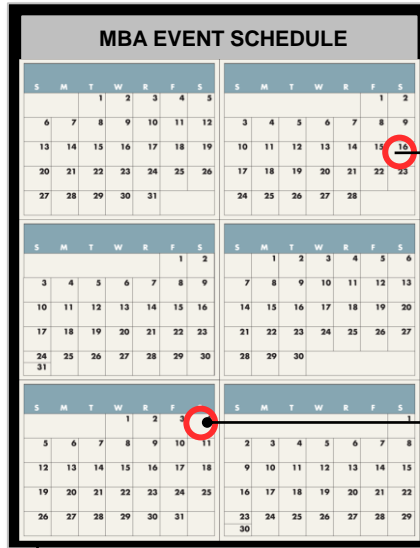 MBA EVENT SCHEDULE
S M T W R F S
1 2 3 4 5
6 7 8 9 10 11 12
13 14 15 16 17 18 19
20 21 22 23 24 25 26
27 28 29 30 31
S M T W R F S
1 2
3 4 5 6 7 8 9
10 11 12 13 14 15 16
17 18 19 20 21 22 23
24 25 26 27 28
S M T W R F S
1 2
3 4 5 6 7 8 9
10 11 12 13 14 15 16
17 18 19 20 21 22 23
24 25 26 27 28 29 30
31
S M T W R F S
1 2 3 4 5 6
7 8 9 10 11 12 13
14 15 16 17 18 19 20
21 22 23 24 25 26 27
28 29 30
S M T W R F
1 2 3
5 6 7 8 9 10 11
12 13 14 15 16 17 18
19 20 21 22 23 24 25
26 27 28 29 30 31
S M T W R F S
1
2 3 4 5 6 7 8
9 10 11 12 13 14 15
16 17 18 19 20 21 22
23 24 25 26 27 28 29
30